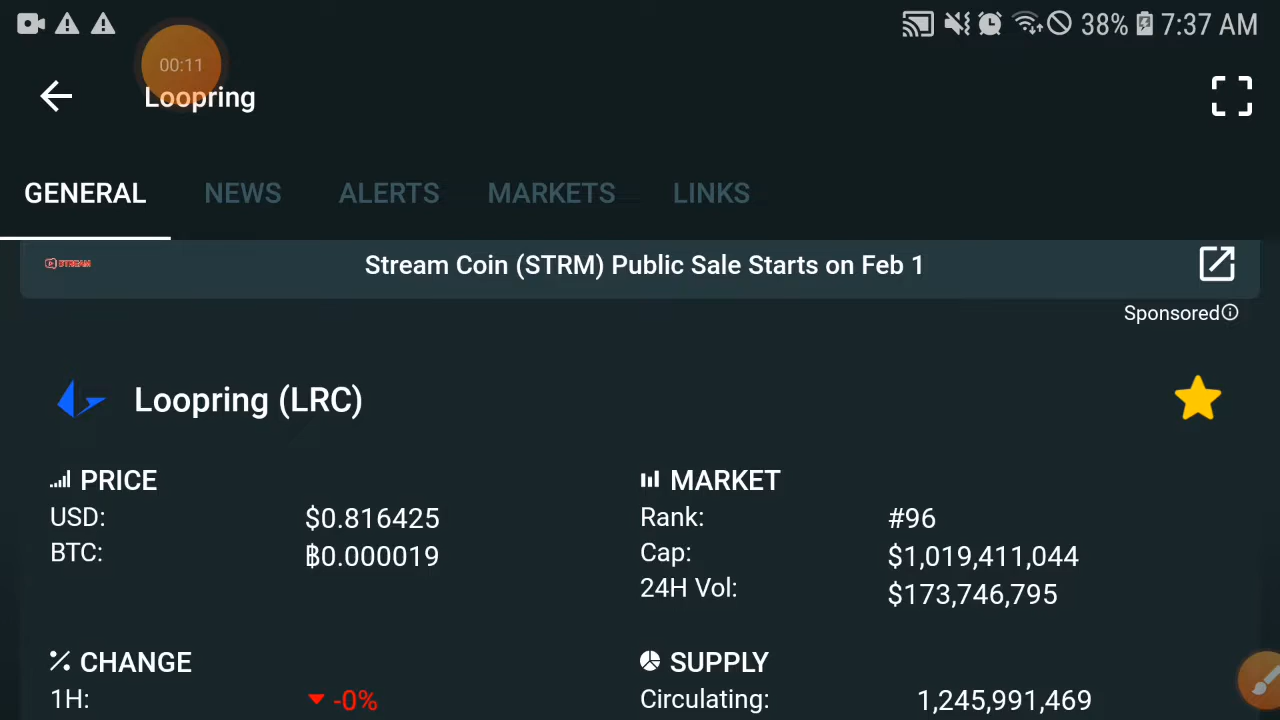 38% 7:37 AM
00:11
Loopring
GENERAL NEWS ALERTS MARKETS LINKS
STREAM Stream Coin (STRM) Public Sale Starts on Feb 1
Sponsored
Loopring (LRC)
PRICE
USD: $0.816425
BTC: ₿0.000019
MARKET
Rank: #96
Cap: $1,019,411,044
24H Vol: $173,746,795
CHANGE
1H: -0%
SUPPLY
Circulating: 1,245,991,469